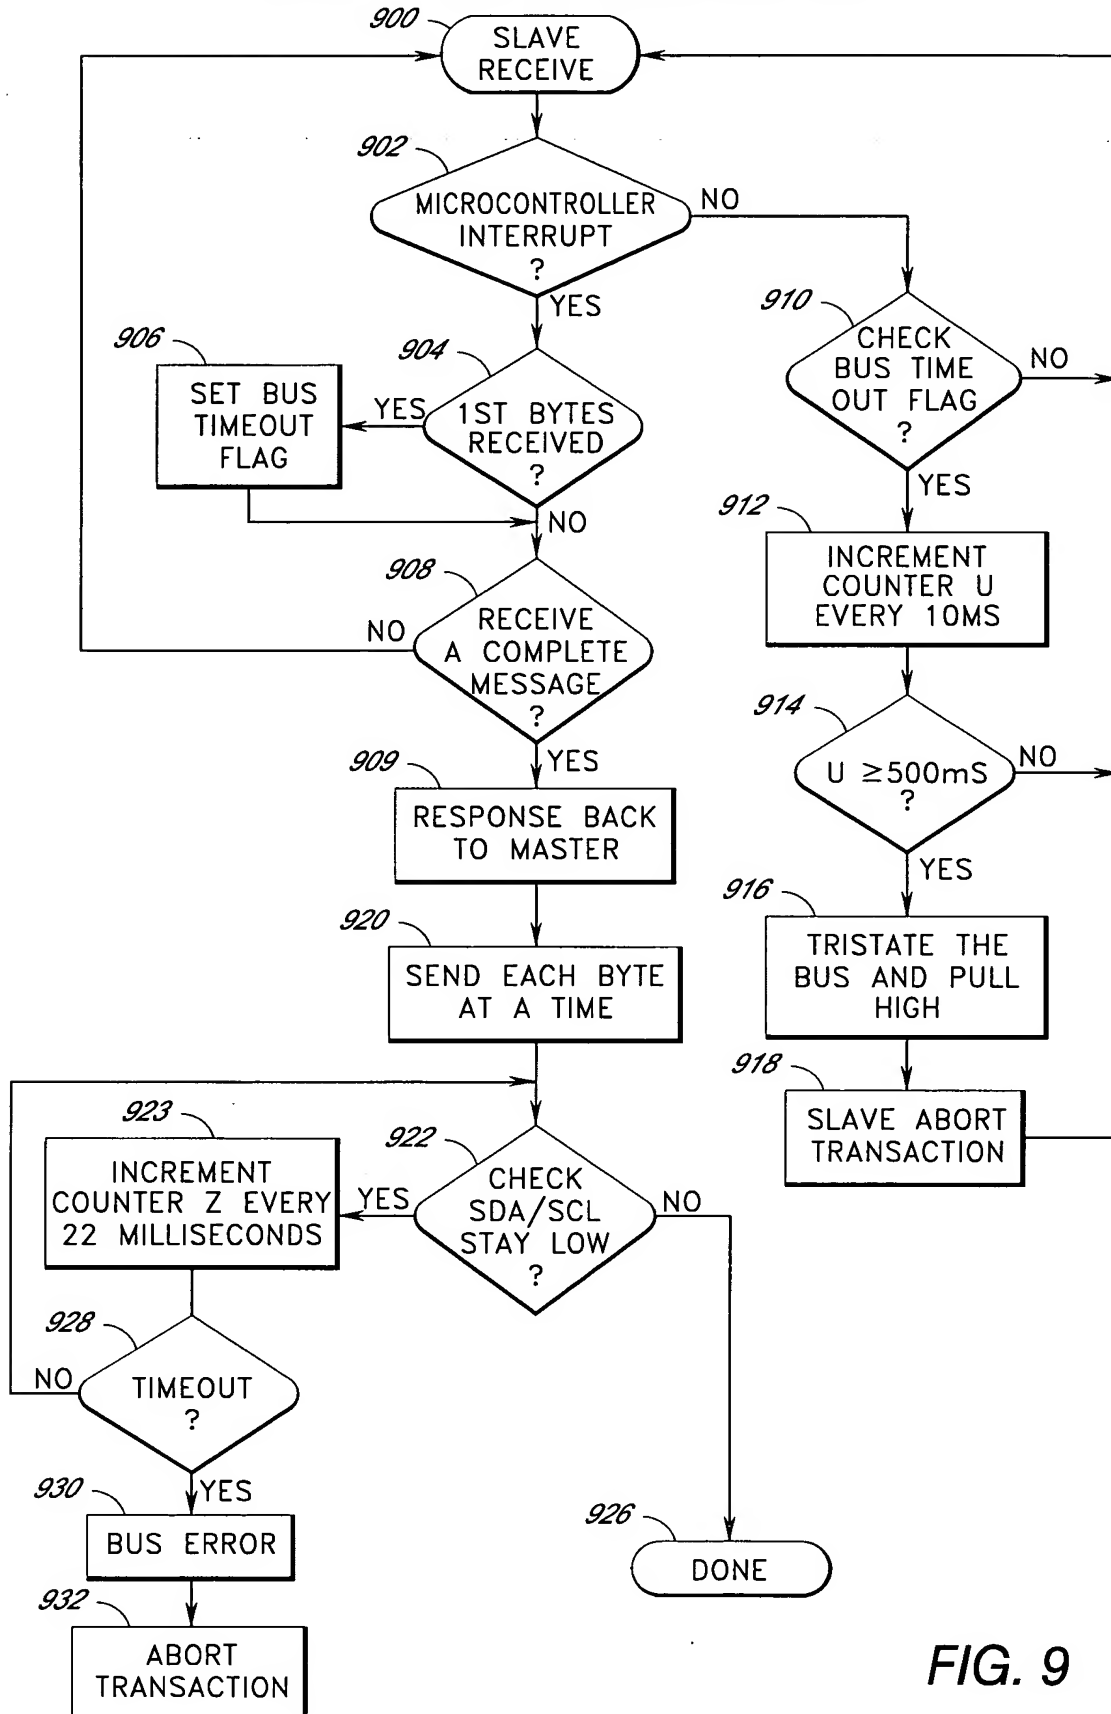 900
SLAVE
RECEIVE
902
MICROCONTROLLER
INTERRUPT
?
NO
YES
910
CHECK
BUS TIME
OUT FLAG
?
NO
YES
906
SET BUS
TIMEOUT
FLAG
904
YES
1ST BYTES
RECEIVED
?
NO
912
INCREMENT
COUNTER U
EVERY 10MS
908
NO
RECEIVE
A COMPLETE
MESSAGE
?
YES
914
U ≥500mS
?
NO
YES
909
RESPONSE BACK
TO MASTER
916
TRISTATE THE
BUS AND PULL
HIGH
920
SEND EACH BYTE
AT A TIME
918
SLAVE ABORT
TRANSACTION
923
INCREMENT
COUNTER Z EVERY
22 MILLISECONDS
922
YES
CHECK
SDA/SCL
STAY LOW
?
NO
928
NO
TIMEOUT
?
YES
930
BUS ERROR
926
DONE
932
ABORT
TRANSACTION
FIG. 9